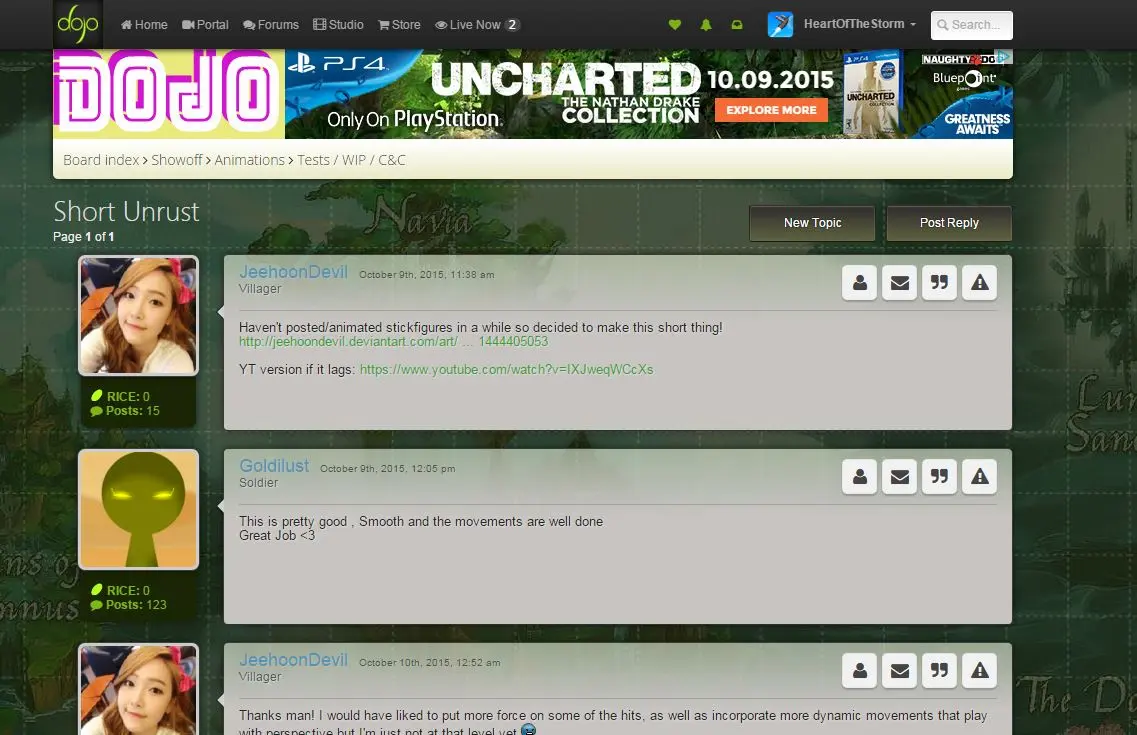 dojo
Home Portal Forums Studio Store Live Now 2 HeartOfTheStorm Search...
DOJO
PS4
Only On PlayStation
UNCHARTED
THE NATHAN DRAKE
COLLECTION
10.09.2015
EXPLORE MORE
UNCHARTED
NAUGHTY DOG
Bluepoint
games
GREATNESS
AWAITS
Board index > Showoff > Animations > Tests / WIP / C&C
Short Unrust
Page 1 of 1
New Topic Post Reply
Navia
JeehoonDevil October 9th, 2015, 11:38 am
Villager
Haven't posted/animated stickfigures in a while so decided to make this short thing!
http://jeehoondevil.deviantart.com/art/ ... 1444405053
YT version if it lags: https://www.youtube.com/watch?v=IXJweqWCcXs
RICE: 0
Posts: 15
Goldilust October 9th, 2015, 12:05 pm
Soldier
This is pretty good , Smooth and the movements are well done
Great Job <3
RICE: 0
Posts: 123
JeehoonDevil October 10th, 2015, 12:52 am
Villager
Thanks man! I would have liked to put more force on some of the hits, as well as incorporate more dynamic movements that play
with perspective but I'm just not at that level yet
The